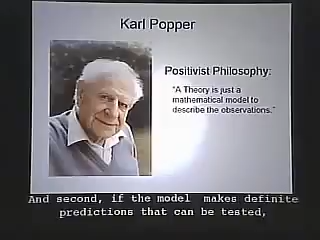 Karl Popper
Positivist Philosophy:
"A Theory is just a
mathematical model to
describe the observations."
And second, if the model  makes definite
predictions that can be tested,